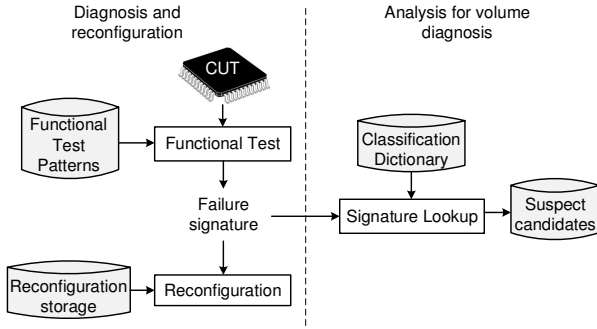 Diagnosis and
reconfiguration
Analysis for volume
diagnosis
CUT
Functional
Test
Patterns
Functional Test
Classification
Dictionary
Failure
signature
Signature Lookup
Suspect
candidates
Reconfiguration
storage
Reconfiguration